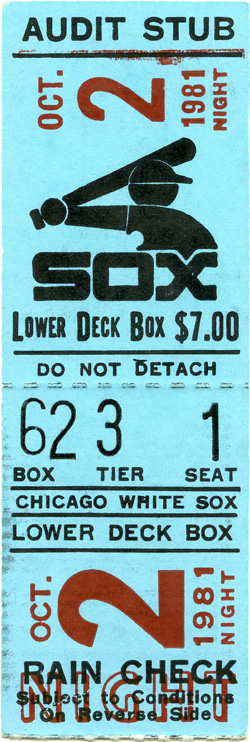 AUDIT STUB
OCT. 2 1981 NIGHT
SOX
LOWER DECK BOX $7.00
DO NOT DETACH
62 3 1
BOX TIER SEAT
CHICAGO WHITE SOX
LOWER DECK BOX
OCT. 2 1981 NIGHT
NIGHT
RAIN CHECK
Subject to Conditions
On Reverse Side